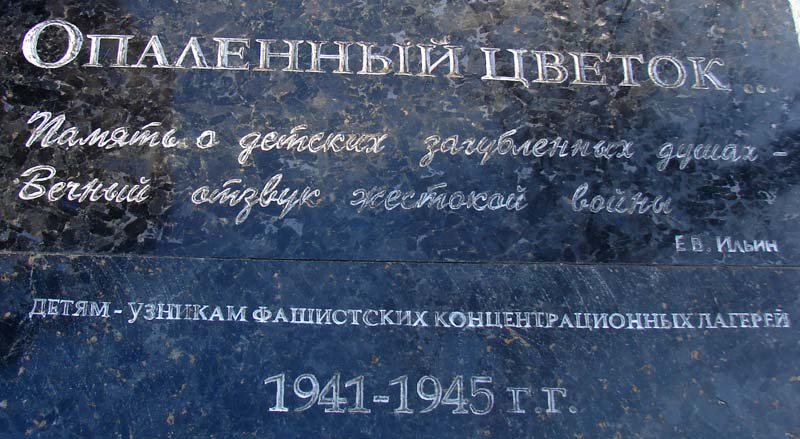 Опаленный цветок ...
Память о детских загубленных душах -
Вечный отзвук жестокой войны
Е.В. Ильин
ДЕТЯМ - УЗНИКАМ ФАШИСТСКИХ КОНЦЕНТРАЦИОННЫХ ЛАГЕРЕЙ
1941-1945 г.г.